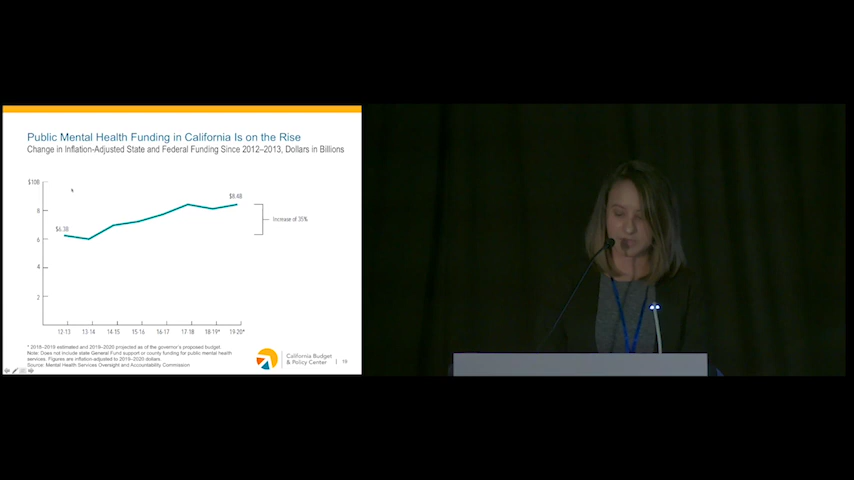 Public Mental Health Funding in California Is on the Rise
Change in Inflation-Adjusted State and Federal Funding Since 2012–2013, Dollars in Billions
$10B
$8.4B
8
Increase of 35%
$6.3B
6
4
2
12-13 13-14 14-15 15-16 16-17 17-18 18-19* 19-20*
* 2018–2019 estimated and 2019–2020 projected as of the governor's proposed budget.
Note: Does not include state General Fund support or county funding for public mental health
services. Figures are inflation-adjusted to 2019–2020 dollars.
Source: Mental Health Services Oversight and Accountability Commission
California Budget
& Policy Center